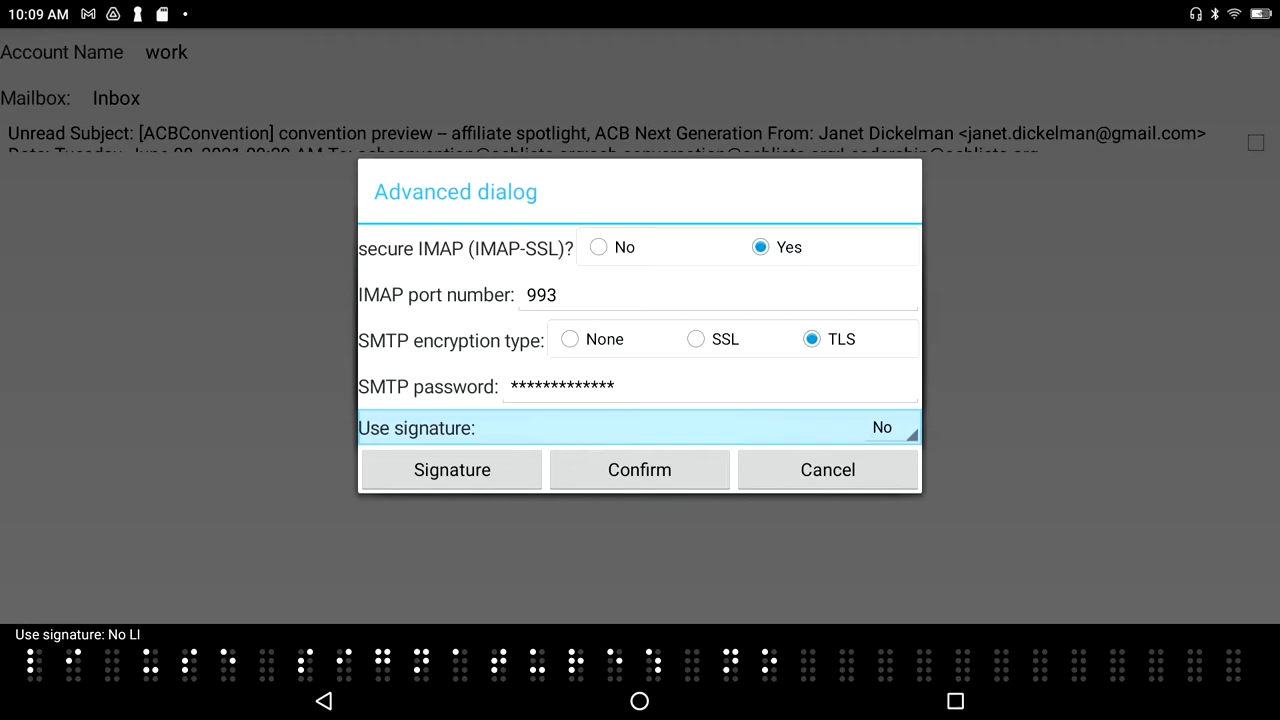 10:09 AM
Account Name work
Mailbox: Inbox
Unread Subject: [ACBConvention] convention preview -- affiliate spotlight, ACB Next Generation From: Janet Dickelman <janet.dickelman@gmail.com>
Advanced dialog
secure IMAP (IMAP-SSL)? No Yes
IMAP port number: 993
SMTP encryption type: None SSL TLS
SMTP password: *************
Use signature: No
Signature Confirm Cancel
Use signature: No LI